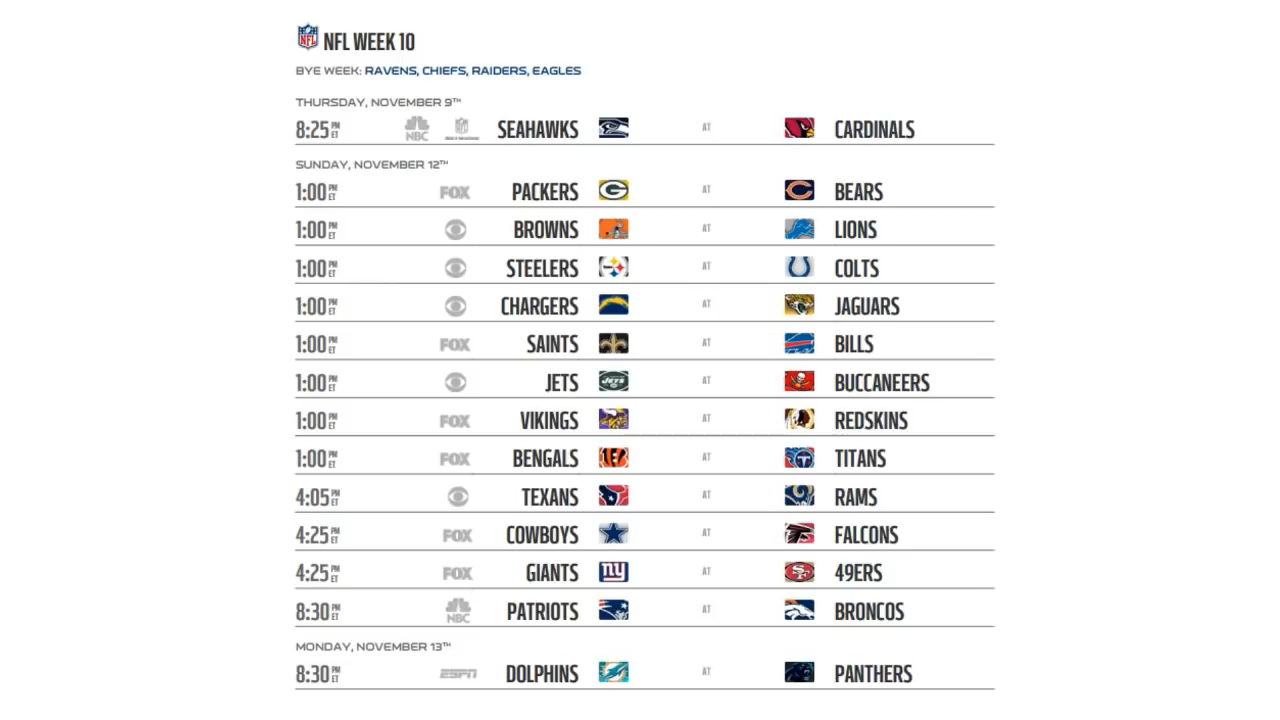 NFL NFL WEEK 10
BYE WEEK: RAVENS, CHIEFS, RAIDERS, EAGLES
THURSDAY, NOVEMBER 9TH
8:25 PM ET NBC NFL SEAHAWKS AT CARDINALS
SUNDAY, NOVEMBER 12TH
1:00 PM ET FOX PACKERS G AT C BEARS
1:00 PM ET BROWNS AT LIONS
1:00 PM ET STEELERS AT COLTS
1:00 PM ET CHARGERS AT JAGUARS
1:00 PM ET FOX SAINTS AT BILLS
1:00 PM ET JETS JETS AT BUCCANEERS
1:00 PM ET FOX VIKINGS AT REDSKINS
1:00 PM ET FOX BENGALS AT T TITANS
4:05 PM ET TEXANS AT RAMS
4:25 PM ET FOX COWBOYS AT FALCONS
4:25 PM ET FOX GIANTS ny AT SF 49ERS
8:30 PM ET NBC PATRIOTS AT BRONCOS
MONDAY, NOVEMBER 13TH
8:30 PM ET ESPN DOLPHINS AT PANTHERS